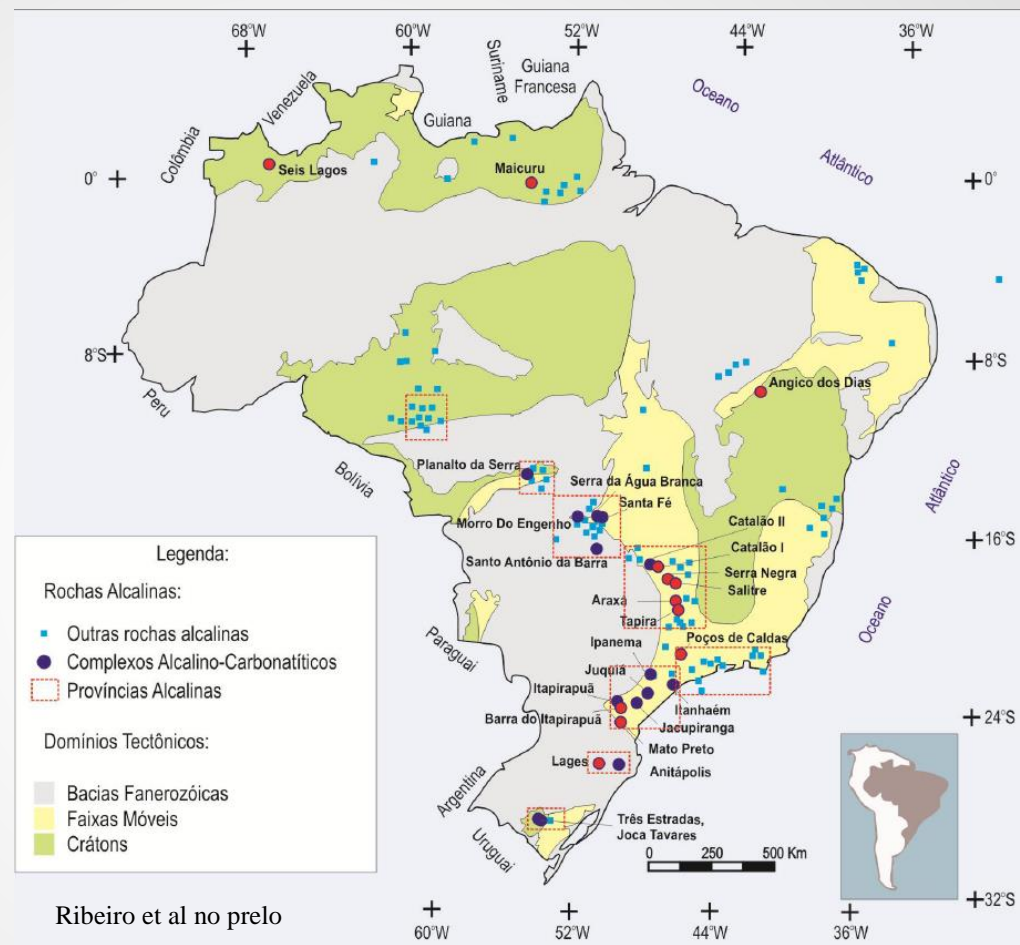 68°W
60°W
52°W
44°W
36°W
Suriname
Guiana
Francesa
Oceano
Venezuela
Guiana
Colômbia
Atlântico
Seis Lagos
Maicuru
0°
0°
8°S
8°S
Peru
Angico dos Dias
Bolívia
Planalto da Serra
Serra da Água Branca
Santa Fé
Atlântico
Morro Do Engenho
Catalão II
16°S
Santo Antônio da Barra
Catalão I
Serra Negra
Salitre
Araxá
Tapira
Oceano
Paraguai
Ipanema
Poços de Caldas
Juquiá
Itapirapuã
Itanhaém
Barra do Itapirapuã
Jacupiranga
24°S
Mato Preto
Lages
Anitápolis
Argentina
Três Estradas,
Joca Tavares
Uruguai
0 250 500 Km
32°S
60°W
52°W
44°W
36°W
Legenda:
Rochas Alcalinas:
Outras rochas alcalinas
Complexos Alcalino-Carbonatíticos
Províncias Alcalinas
Domínios Tectônicos:
Bacias Fanerozóicas
Faixas Móveis
Crátons
Ribeiro et al no prelo